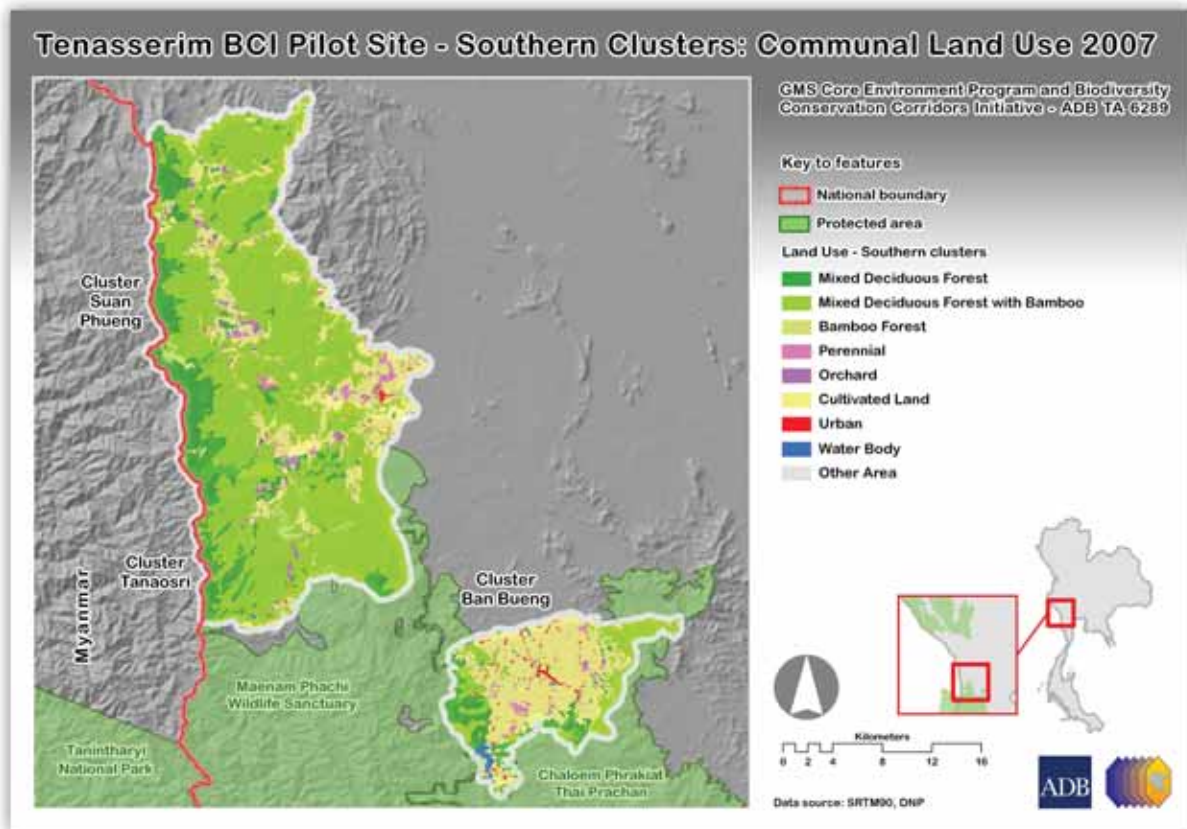 Tenasserim BCI Pilot Site - Southern Clusters: Communal Land Use 2007
GMS Core Environment Program and Biodiversity
Conservation Corridors Initiative - ADB TA 6289
Key to features
National boundary
Protected area
Land Use - Southern clusters
Mixed Deciduous Forest
Mixed Deciduous Forest with Bamboo
Bamboo Forest
Perennial
Orchard
Cultivated Land
Urban
Water Body
Other Area
Cluster
Suan
Phueng
Cluster
Tanaosri
Myanmar
Cluster
Ban Bueng
Maenam Phachi
Wildlife Sanctuary
Tanintharyi
National Park
Chaloem Phrakiat
Thai Prachan
Kilometers
0 2 4 8 12 16
Data source: SRTM90, DNP
ADB